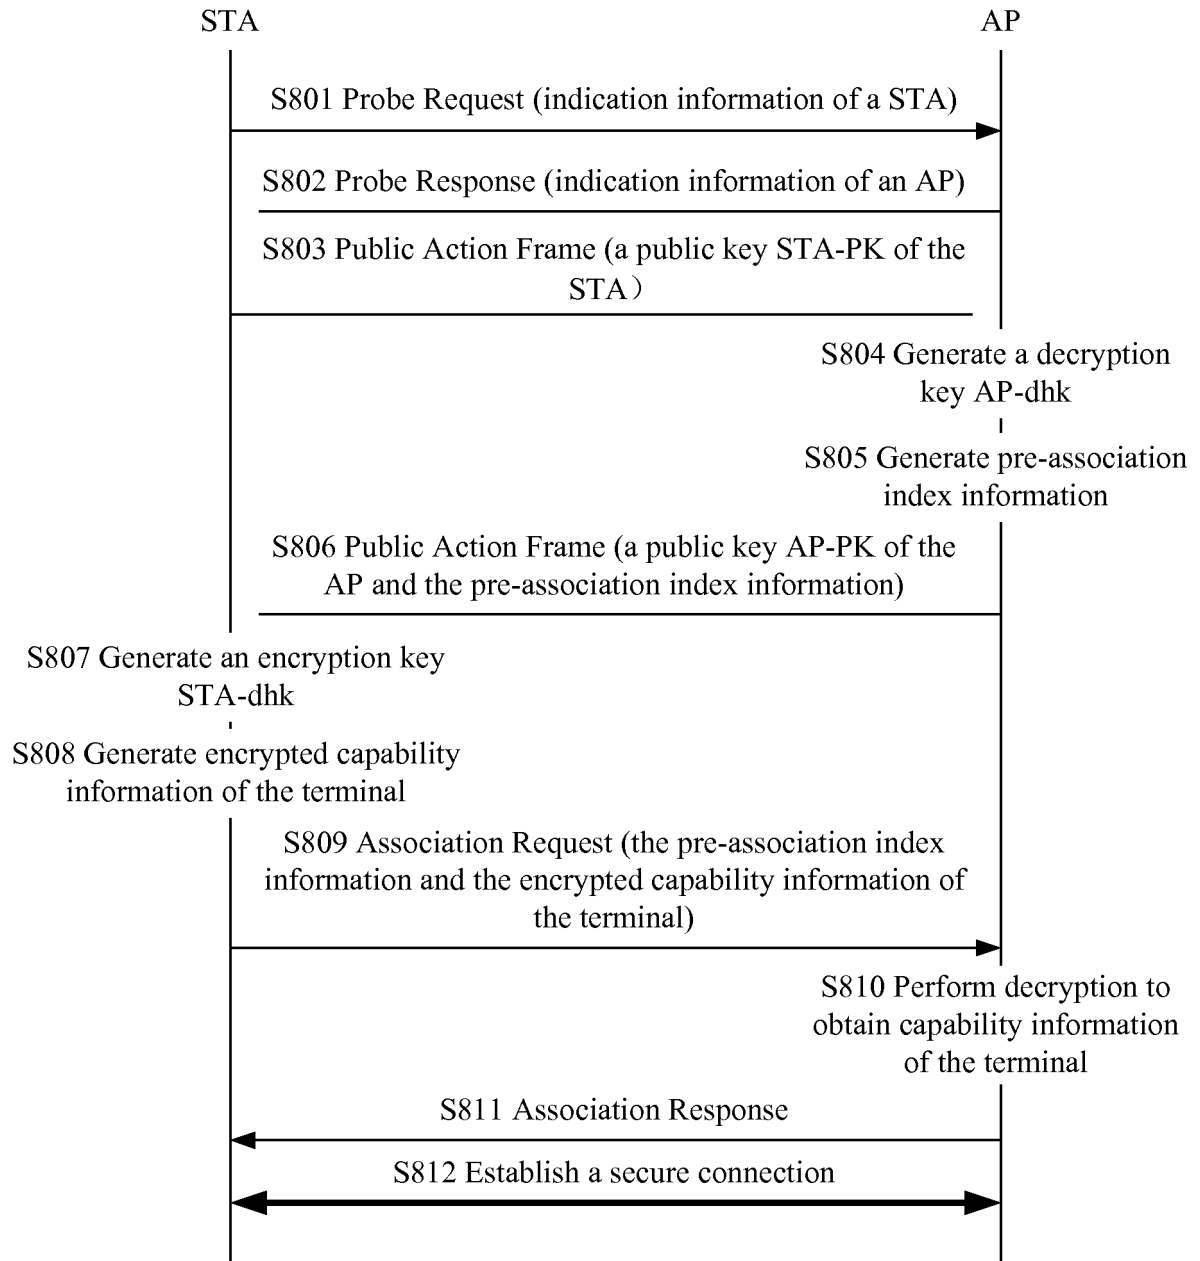 STA
AP
S801 Probe Request (indication information of a STA)
S802 Probe Response (indication information of an AP)
S803 Public Action Frame (a public key STA-PK of the
STA）
S804 Generate a decryption
key AP-dhk
S805 Generate pre-association
index information
S806 Public Action Frame (a public key AP-PK of the
AP and the pre-association index information)
S807 Generate an encryption key
STA-dhk
S808 Generate encrypted capability
information of the terminal
S809 Association Request (the pre-association index
information and the encrypted capability information of
the terminal)
S810 Perform decryption to
obtain capability information
of the terminal
S811 Association Response
S812 Establish a secure connection